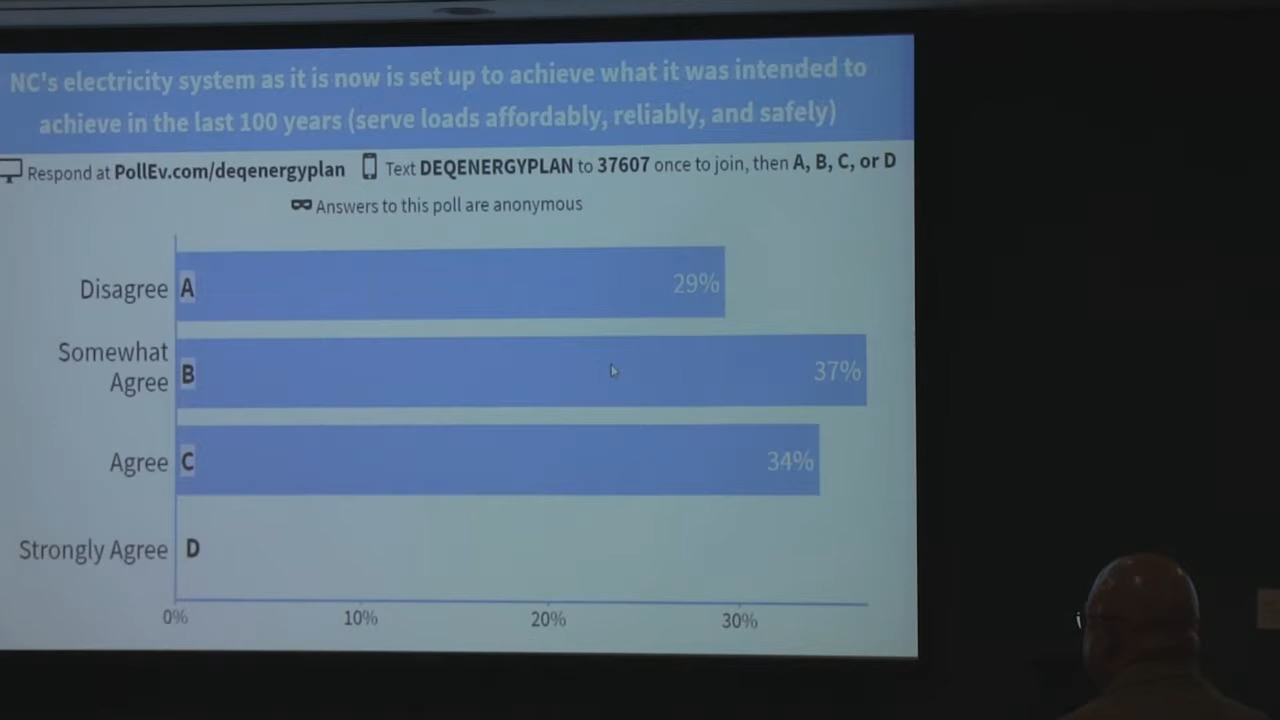 NC's electricity system as it is now is set up to achieve what it was intended to
achieve in the last 100 years (serve loads affordably, reliably, and safely)
Respond at PollEv.com/deqenergyplan Text DEQENERGYPLAN to 37607 once to join, then A, B, C, or D
Answers to this poll are anonymous
Disagree A 29%
Somewhat
Agree B 37%
Agree C 34%
Strongly Agree D
0% 10% 20% 30%